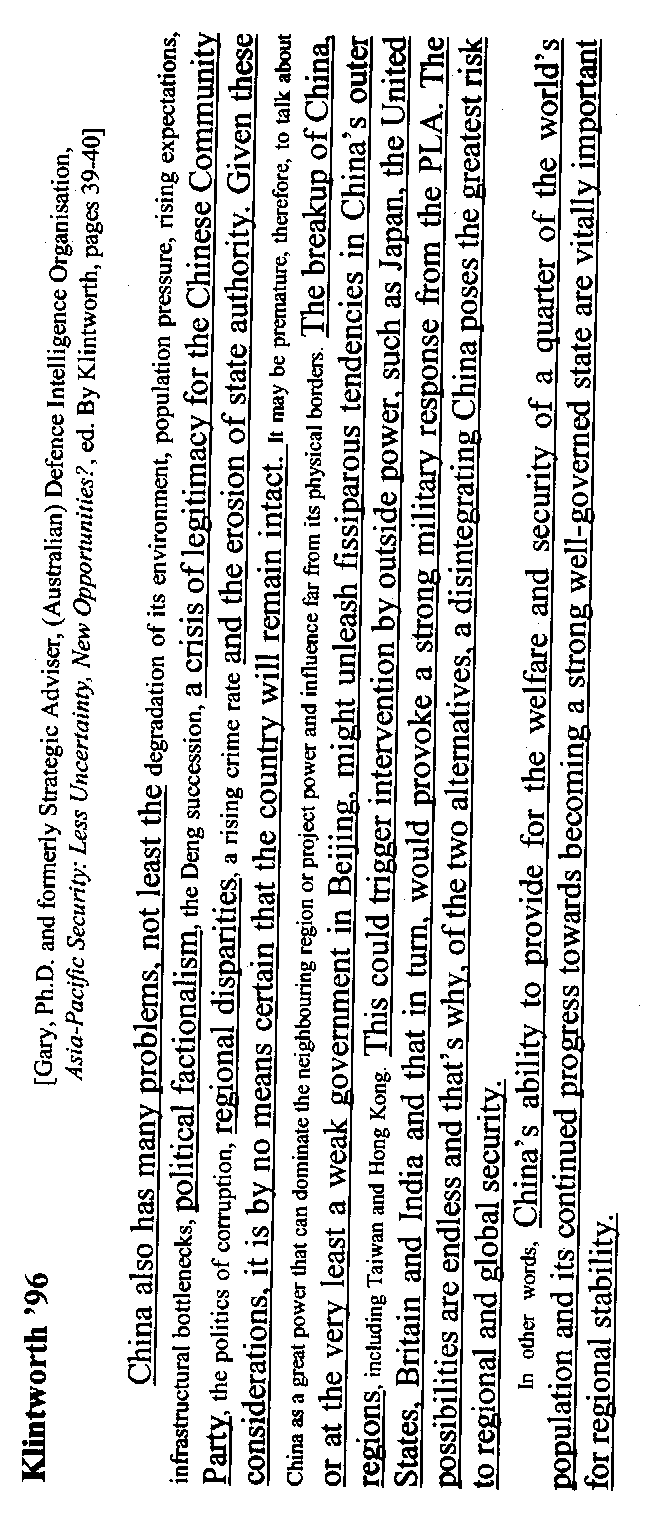 Klintworth '96
[Gary, Ph.D. and formerly Strategic Adviser, (Australian) Defence Intelligence Organisation,
Asia-Pacific Security: Less Uncertainty, New Opportunities?, ed. By Klintworth, pages 39-40]
China also has many problems, not least the degradation of its environment, population pressure, rising expectations,
infrastructural bottlenecks, political factionalism, the Deng succession, a crisis of legitimacy for the Chinese Community
Party, the politics of corruption, regional disparities, a rising crime rate and the erosion of state authority. Given these
considerations, it is by no means certain that the country will remain intact. It may be premature, therefore, to talk about
China as a great power that can dominate the neighbouring region or project power and influence far from its physical borders. The breakup of China,
or at the very least a weak government in Beijing, might unleash fissiparous tendencies in China's outer
regions, including Taiwan and Hong Kong. This could trigger intervention by outside power, such as Japan, the United
States, Britain and India and that in turn, would provoke a strong military response from the PLA. The
possibilities are endless and that's why, of the two alternatives, a disintegrating China poses the greatest risk
to regional and global security.
In other words, China's ability to provide for the welfare and security of a quarter of the world's
population and its continued progress towards becoming a strong well-governed state are vitally important
for regional stability.